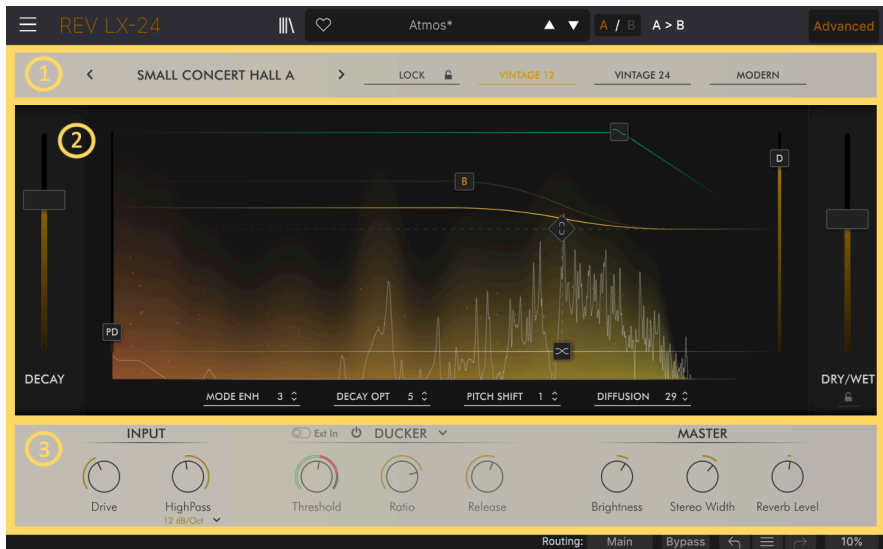 REV LX-24 Atmos* A / B A > B Advanced
1 SMALL CONCERT HALL A LOCK VINTAGE 12 VINTAGE 24 MODERN
2
D
B
PD
DECAY DRY/WET
MODE ENH 3 DECAY OPT 5 PITCH SHIFT 1 DIFFUSION 29
3 INPUT Ext In DUCKER MASTER
Drive HighPass Threshold Ratio Release Brightness Stereo Width Reverb Level
12 dB/Oct
Routing: Main Bypass 10%